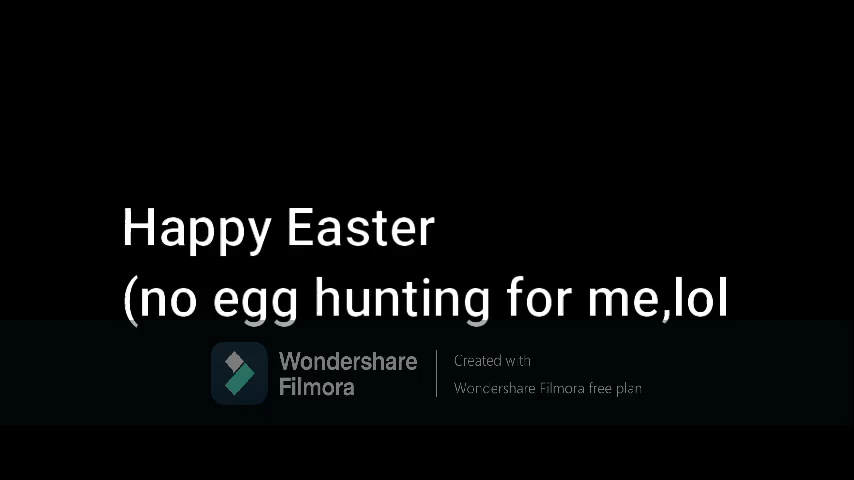 Happy Easter
(no egg hunting for me,lol
Wondershare
Filmora
Created with
Wondershare Filmora free plan